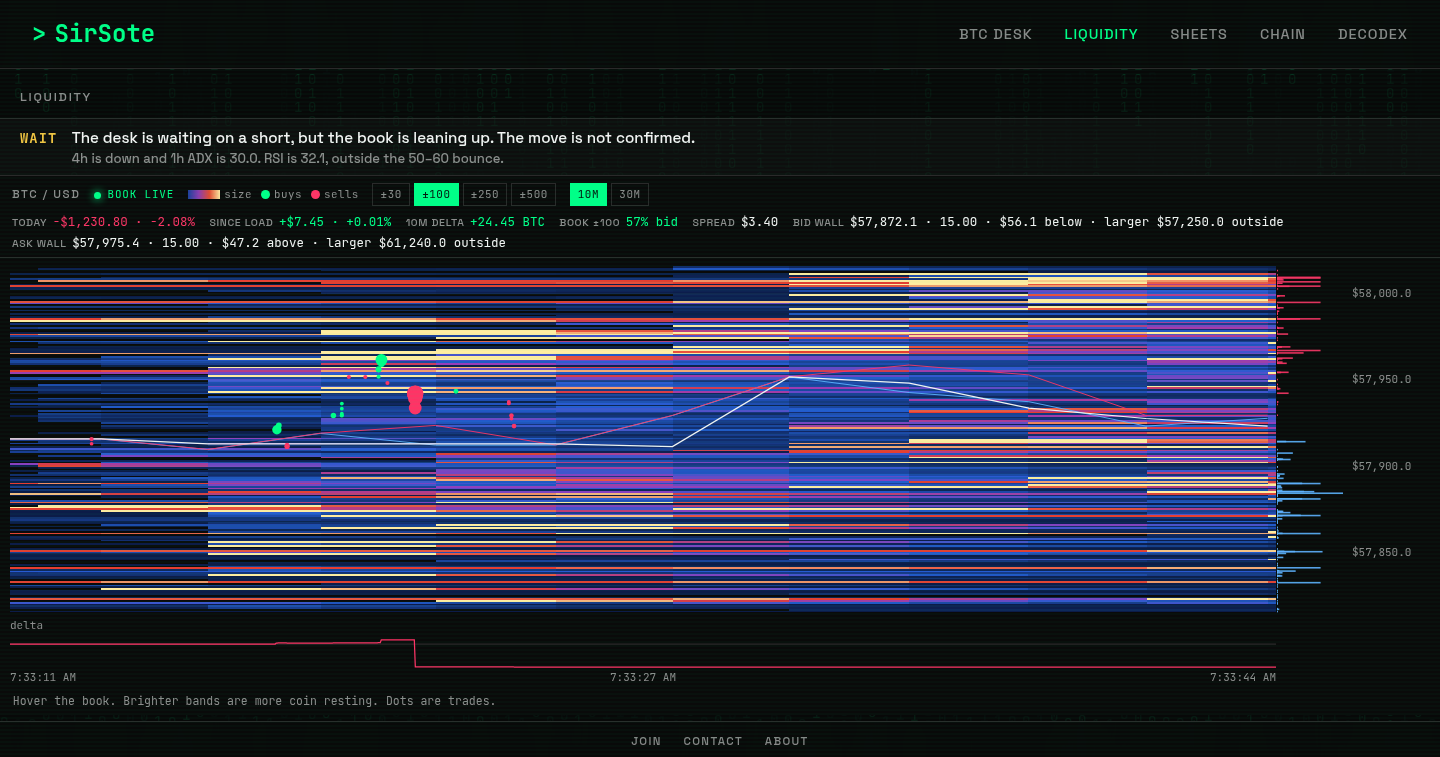 > SirSote
BTC DESK LIQUIDITY SHEETS CHAIN DECODEX
LIQUIDITY
WAIT The desk is waiting on a short, but the book is leaning up. The move is not confirmed.
4h is down and 1h ADX is 30.0. RSI is 32.1, outside the 50–60 bounce.
BTC / USD BOOK LIVE size buys sells ±30 ±100 ±250 ±500 10M 30M
TODAY -$1,230.80 · -2.08% SINCE LOAD +$7.45 · +0.01% 10M DELTA +24.45 BTC BOOK ±100 57% bid SPREAD $3.40 BID WALL $57,872.1 · 15.00 · $56.1 below · larger $57,250.0 outside
ASK WALL $57,975.4 · 15.00 · $47.2 above · larger $61,240.0 outside
$58,000.0
$57,950.0
$57,900.0
$57,850.0
delta
7:33:11 AM 7:33:27 AM 7:33:44 AM
Hover the book. Brighter bands are more coin resting. Dots are trades.
JOIN CONTACT ABOUT